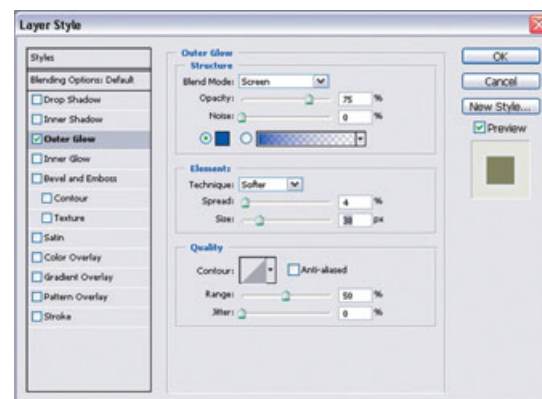 Layer Style
Styles
Blending Options: Default
Drop Shadow
Inner Shadow
Outer Glow
Inner Glow
Bevel and Emboss
Contour
Texture
Satin
Color Overlay
Gradient Overlay
Pattern Overlay
Stroke
Outer Glow
Structure
Blend Mode: Screen
Opacity: 75 %
Noise: 0 %
Elements
Technique: Softer
Spread: 4 %
Size: 38 px
Quality
Contour: Anti-aliased
Range: 50 %
Jitter: 0 %
OK
Cancel
New Style...
Preview